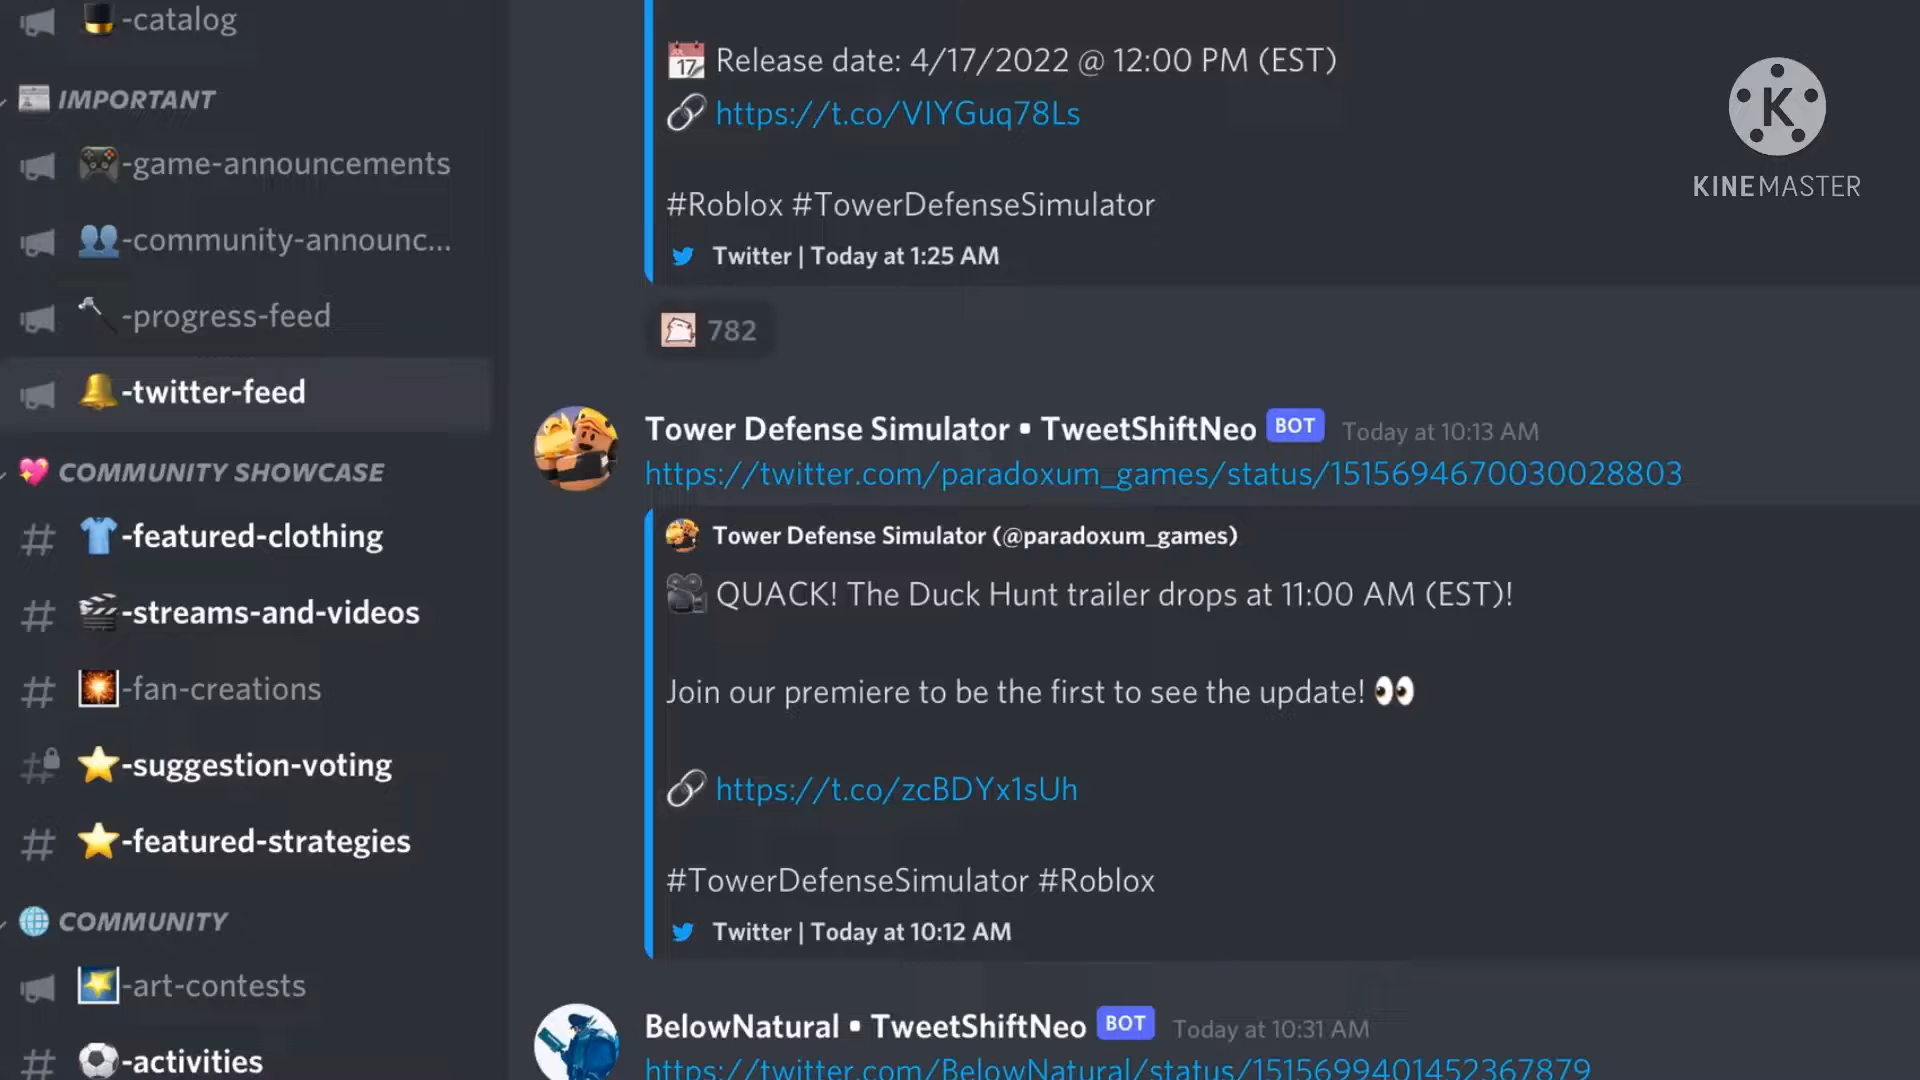 -catalog
IMPORTANT
-game-announcements
-community-announc...
-progress-feed
-twitter-feed
COMMUNITY SHOWCASE
-featured-clothing
-streams-and-videos
-fan-creations
-suggestion-voting
-featured-strategies
COMMUNITY
-art-contests
-activities
Release date: 4/17/2022 @ 12:00 PM (EST)
https://t.co/VIYGuq78Ls
#Roblox #TowerDefenseSimulator
Twitter | Today at 1:25 AM
782
Tower Defense Simulator • TweetShiftNeo BOT Today at 10:13 AM
https://twitter.com/paradoxum_games/status/1515694670030028803
Tower Defense Simulator (@paradoxum_games)
QUACK! The Duck Hunt trailer drops at 11:00 AM (EST)!
Join our premiere to be the first to see the update! 👀
https://t.co/zcBDYx1sUh
#TowerDefenseSimulator #Roblox
Twitter | Today at 10:12 AM
BelowNatural • TweetShiftNeo BOT Today at 10:31 AM
https://twitter.com/BelowNatural/status/1515699401452367879
K
KINEMASTER